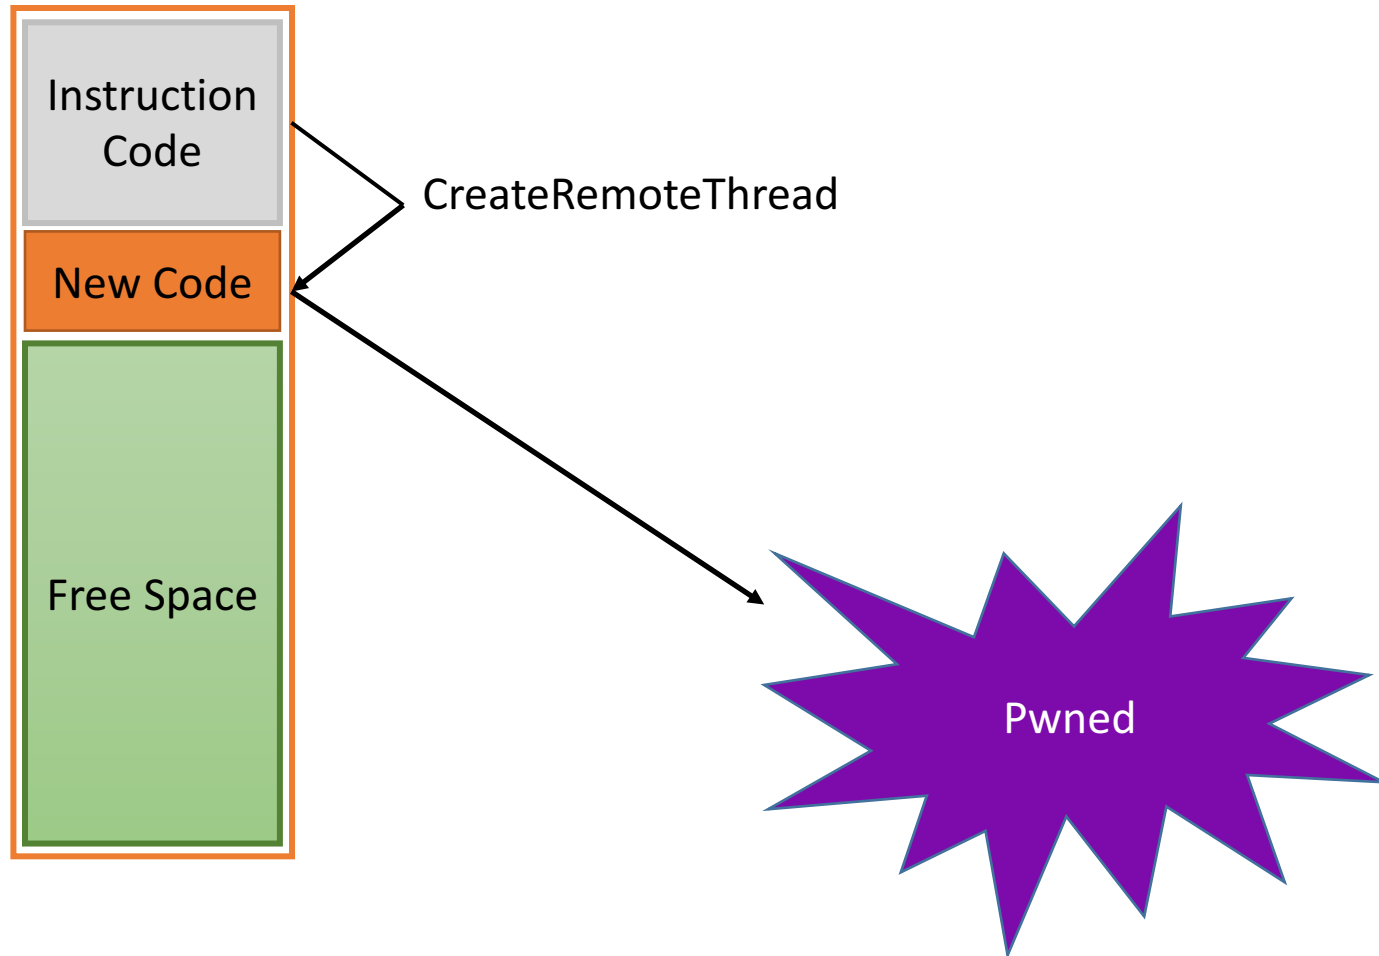 Instruction
Code
CreateRemoteThread
New Code
Free Space
Pwned